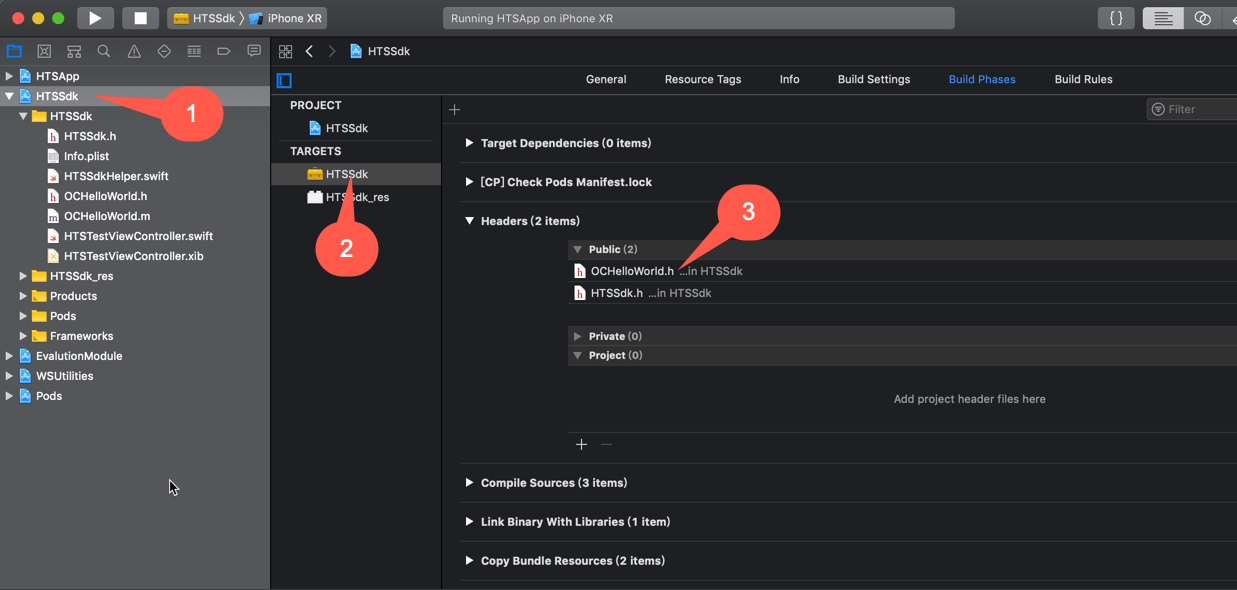 HTSSdk
iPhone XR
Running HTSApp on iPhone XR
{}
HTSSdk
General
Resource Tags
Info
Build Settings
Build Phases
Build Rules
HTSApp
HTSSdk
HTSSdk
HTSSdk.h
Info.plist
HTSSdkHelper.swift
OCHelloWorld.h
OCHelloWorld.m
HTSTestViewController.swift
HTSTestViewController.xib
HTSSdk_res
Products
Pods
Frameworks
EvalutionModule
WSUtilities
Pods
1
PROJECT
HTSSdk
TARGETS
HTSSdk
HTSSdk_res
2
Filter
Target Dependencies (0 items)
[CP] Check Pods Manifest.lock
Headers (2 items)
3
Public (2)
OCHelloWorld.h ...in HTSSdk
HTSSdk.h ...in HTSSdk
Private (0)
Project (0)
Add project header files here
Compile Sources (3 items)
Link Binary With Libraries (1 item)
Copy Bundle Resources (2 items)